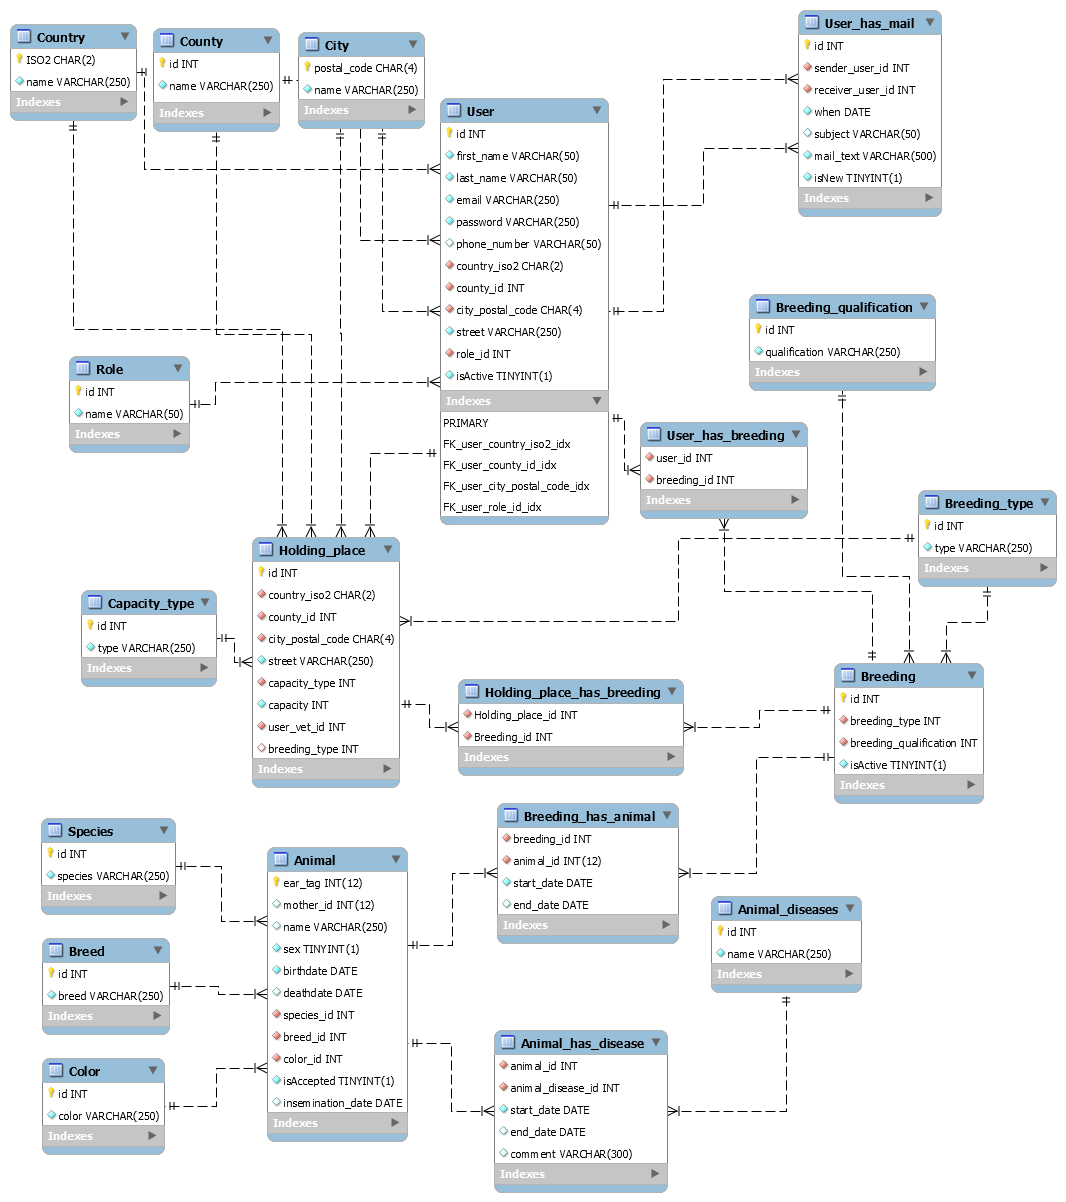 Country
ISO2 CHAR(2)
name VARCHAR(250)
Indexes
County
id INT
name VARCHAR(250)
Indexes
City
postal_code CHAR(4)
name VARCHAR(250)
Indexes
User
id INT
first_name VARCHAR(50)
last_name VARCHAR(50)
email VARCHAR(250)
password VARCHAR(250)
phone_number VARCHAR(50)
country_iso2 CHAR(2)
county_id INT
city_postal_code CHAR(4)
street VARCHAR(250)
role_id INT
isActive TINYINT(1)
Indexes
PRIMARY
FK_user_country_iso2_idx
FK_user_county_id_idx
FK_user_city_postal_code_idx
FK_user_role_id_idx
User_has_mail
id INT
sender_user_id INT
receiver_user_id INT
when DATE
subject VARCHAR(50)
mail_text VARCHAR(500)
isNew TINYINT(1)
Indexes
Breeding_qualification
id INT
qualification VARCHAR(250)
Indexes
Role
id INT
name VARCHAR(50)
Indexes
User_has_breeding
user_id INT
breeding_id INT
Indexes
Breeding_type
id INT
type VARCHAR(250)
Indexes
Holding_place
id INT
country_iso2 CHAR(2)
county_id INT
city_postal_code CHAR(4)
street VARCHAR(250)
capacity_type INT
capacity INT
user_vet_id INT
breeding_type INT
Indexes
Capacity_type
id INT
type VARCHAR(250)
Indexes
Holding_place_has_breeding
Holding_place_id INT
Breeding_id INT
Indexes
Breeding
id INT
breeding_type INT
breeding_qualification INT
isActive TINYINT(1)
Indexes
Species
id INT
species VARCHAR(250)
Indexes
Animal
ear_tag INT(12)
mother_id INT(12)
name VARCHAR(250)
sex TINYINT(1)
birthdate DATE
deathdate DATE
species_id INT
breed_id INT
color_id INT
isAccepted TINYINT(1)
insemination_date DATE
Indexes
Breeding_has_animal
breeding_id INT
animal_id INT(12)
start_date DATE
end_date DATE
Indexes
Animal_diseases
id INT
name VARCHAR(250)
Indexes
Breed
id INT
breed VARCHAR(250)
Indexes
Color
id INT
color VARCHAR(250)
Indexes
Animal_has_disease
animal_id INT
animal_disease_id INT
start_date DATE
end_date DATE
comment VARCHAR(300)
Indexes